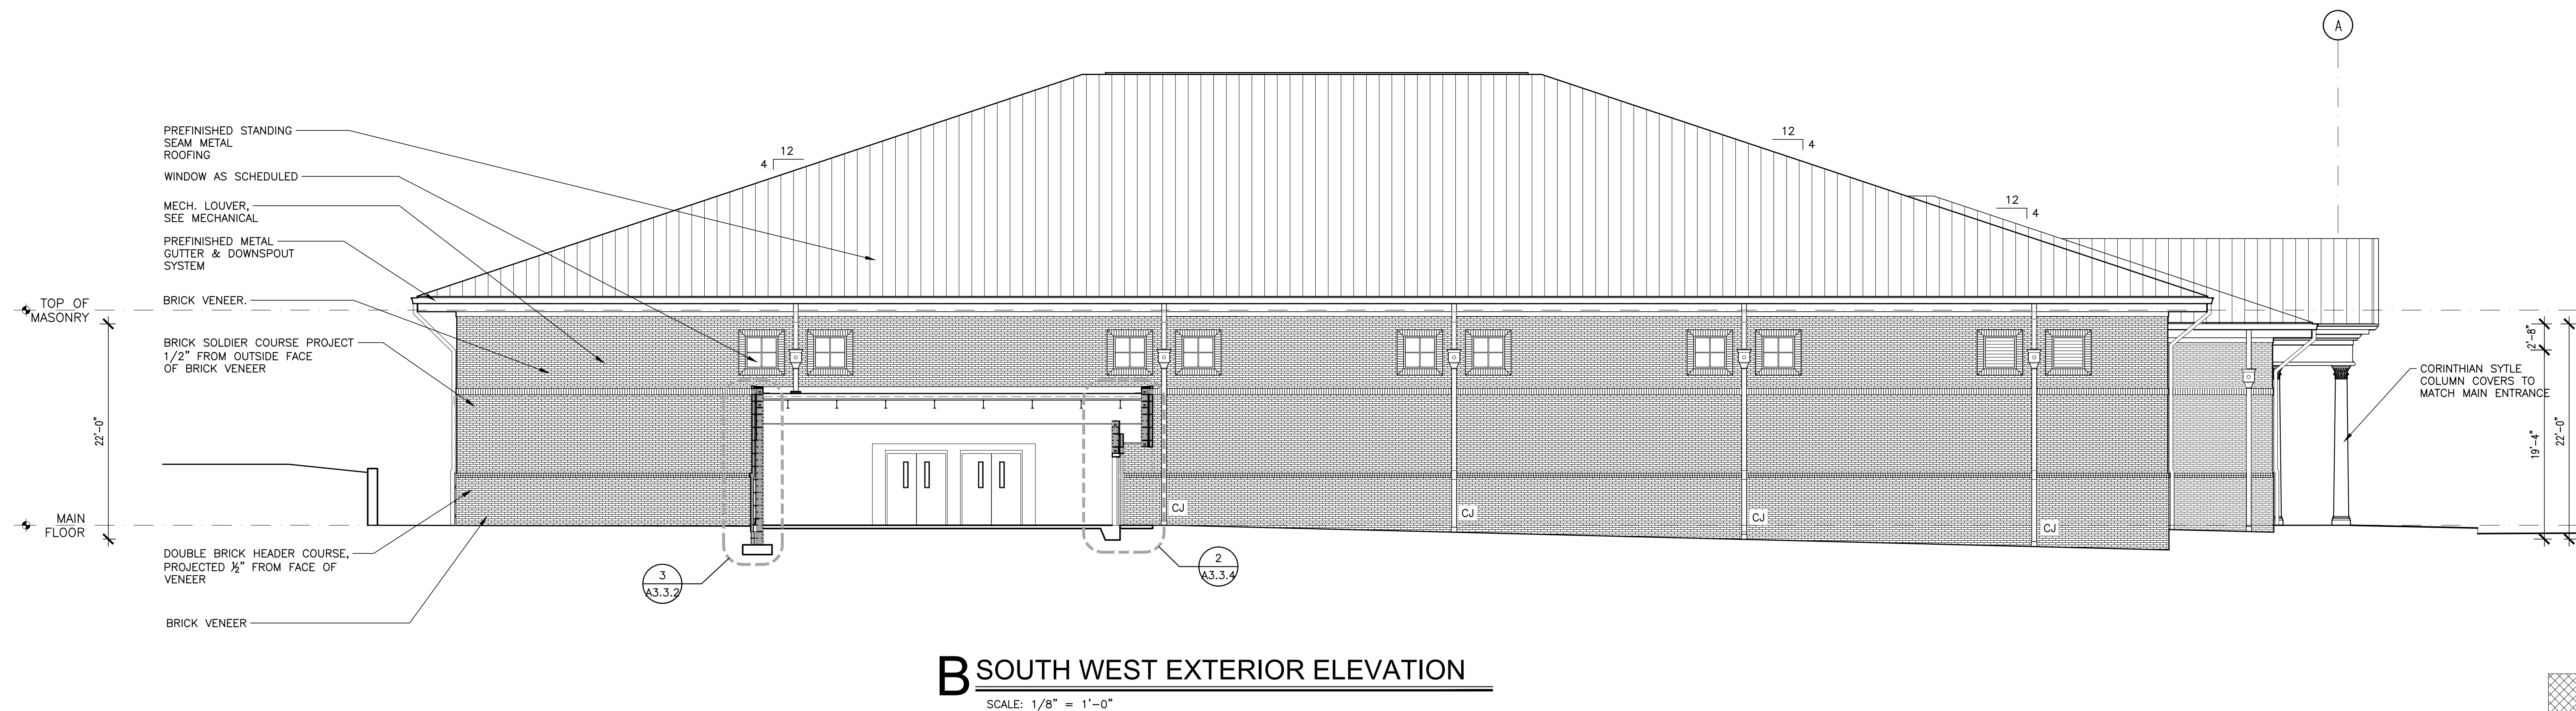 A
PREFINISHED STANDING
SEAM METAL
ROOFING
12
4
12
4
12
4
WINDOW AS SCHEDULED
MECH. LOUVER,
SEE MECHANICAL
PREFINISHED METAL
GUTTER & DOWNSPOUT
SYSTEM
BRICK VENEER.
TOP OF
MASONRY
BRICK SOLDIER COURSE PROJECT
1/2" FROM OUTSIDE FACE
OF BRICK VENEER
22'-0"
2'-8"
CORINTHIAN SYTLE
COLUMN COVERS TO
MATCH MAIN ENTRANCE
19'-4"
22'-0"
CJ
CJ
CJ
CJ
MAIN
FLOOR
DOUBLE BRICK HEADER COURSE,
PROJECTED ½" FROM FACE OF
VENEER
3
A3.3.2
2
A3.3.4
BRICK VENEER
B SOUTH WEST EXTERIOR ELEVATION
SCALE: 1/8" = 1'-0"